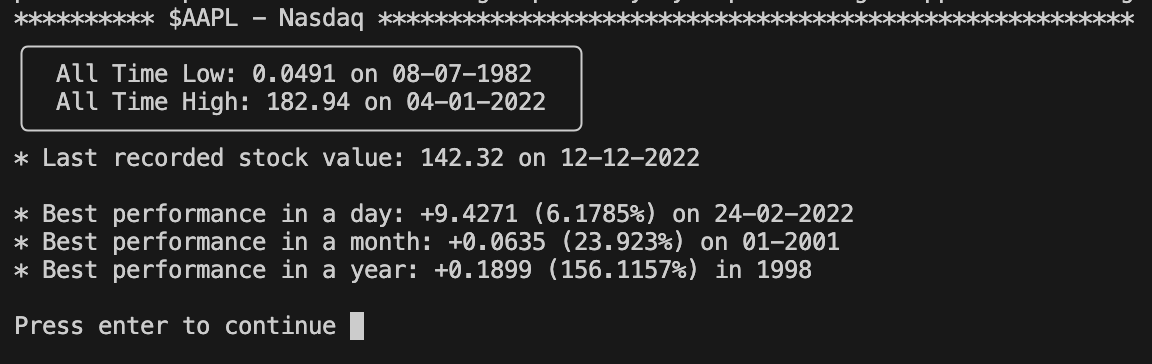 ********** $AAPL - Nasdaq ******************************************************
All Time Low: 0.0491 on 08-07-1982
All Time High: 182.94 on 04-01-2022
* Last recorded stock value: 142.32 on 12-12-2022
* Best performance in a day: +9.4271 (6.1785%) on 24-02-2022
* Best performance in a month: +0.0635 (23.923%) on 01-2001
* Best performance in a year: +0.1899 (156.1157%) in 1998
Press enter to continue